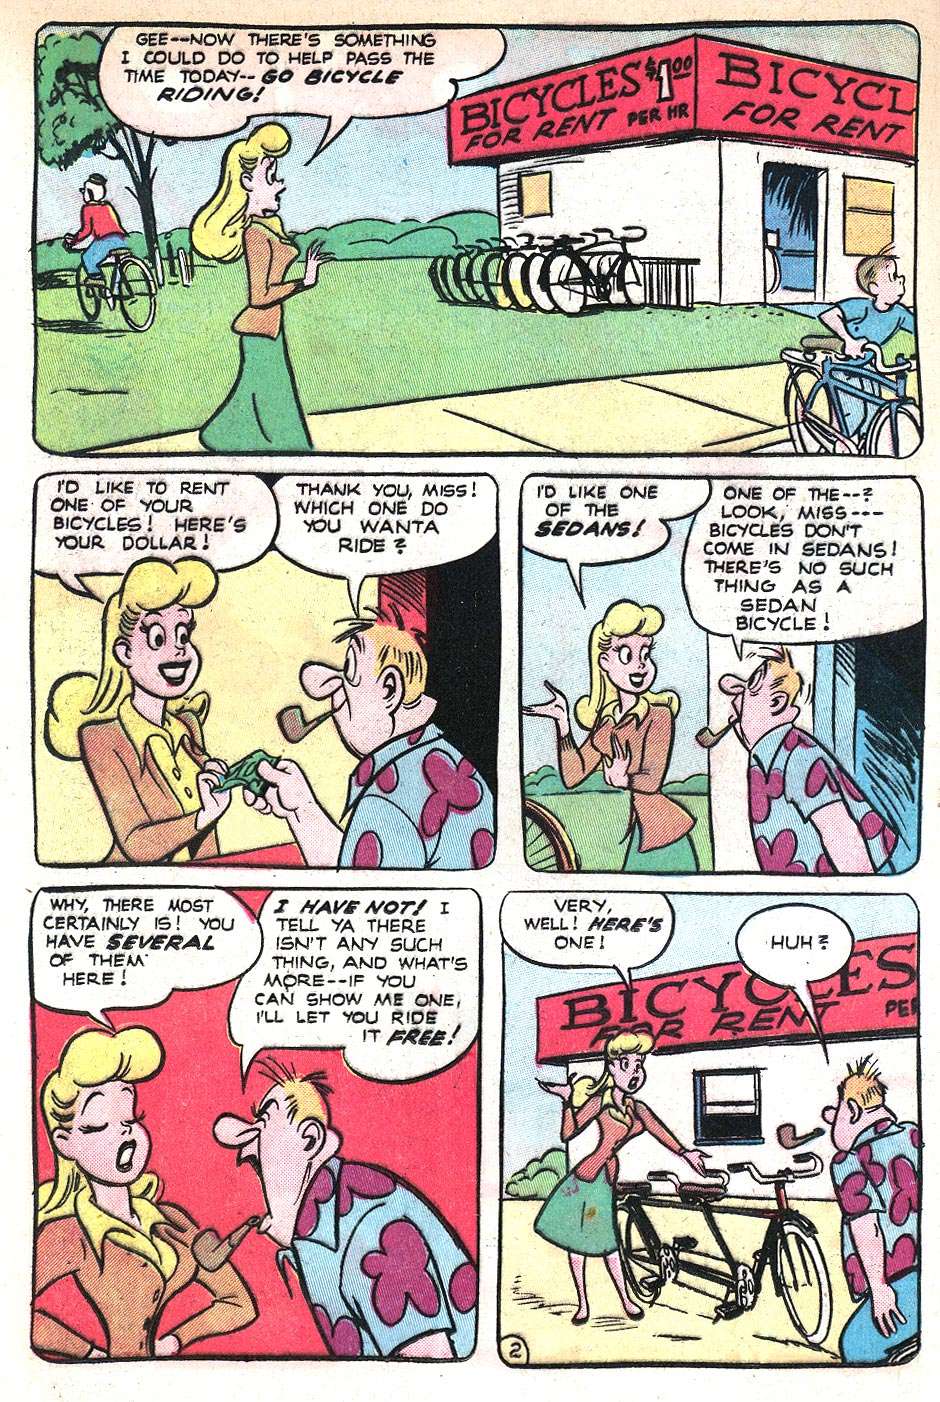 GEE--NOW THERE'S SOMETHING
I COULD DO TO HELP PASS THE
TIME TODAY-- GO BICYCLE
RIDING!
BICYCLES $1.00
FOR RENT PER HR
BICYCL
FOR RENT
I'D LIKE TO RENT
ONE OF YOUR
BICYCLES! HERE'S
YOUR DOLLAR!
THANK YOU, MISS!
WHICH ONE DO
YOU WANTA
RIDE?
I'D LIKE ONE
OF THE
SEDANS!
ONE OF THE--?
LOOK, MISS---
BICYCLES DON'T
COME IN SEDANS!
THERE'S NO SUCH
THING AS A
SEDAN
BICYCLE!
WHY, THERE MOST
CERTAINLY IS! YOU
HAVE SEVERAL
OF THEM
HERE!
I HAVE NOT! I
TELL YA THERE
ISN'T ANY SUCH
THING, AND WHAT'S
MORE--IF YOU
CAN SHOW ME ONE,
I'LL LET YOU RIDE
IT FREE!
VERY,
WELL! HERE'S
ONE!
HUH?
BICYCLES
FOR RENT PER
2